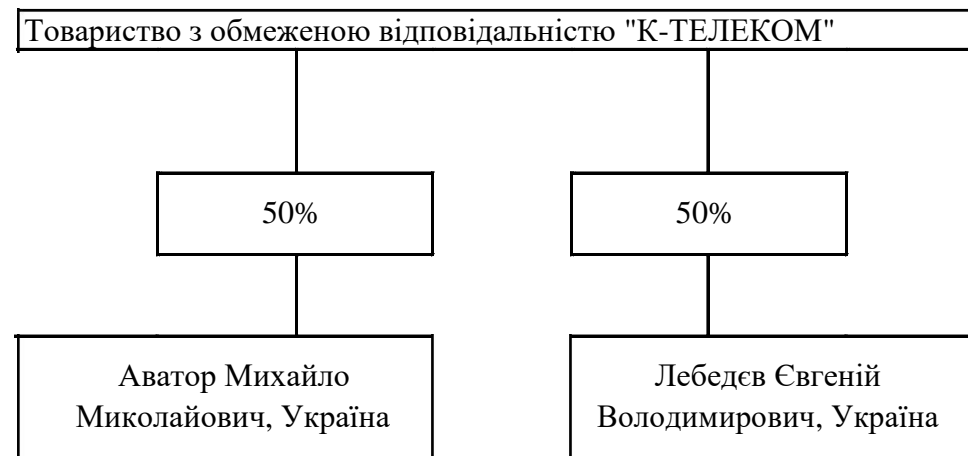 Товариство з обмеженою відповідальністю "К-ТЕЛЕКОМ"
50%
50%
Аватор Михайло
Миколайович, Україна
Лебедєв Євгеній
Володимирович, Україна